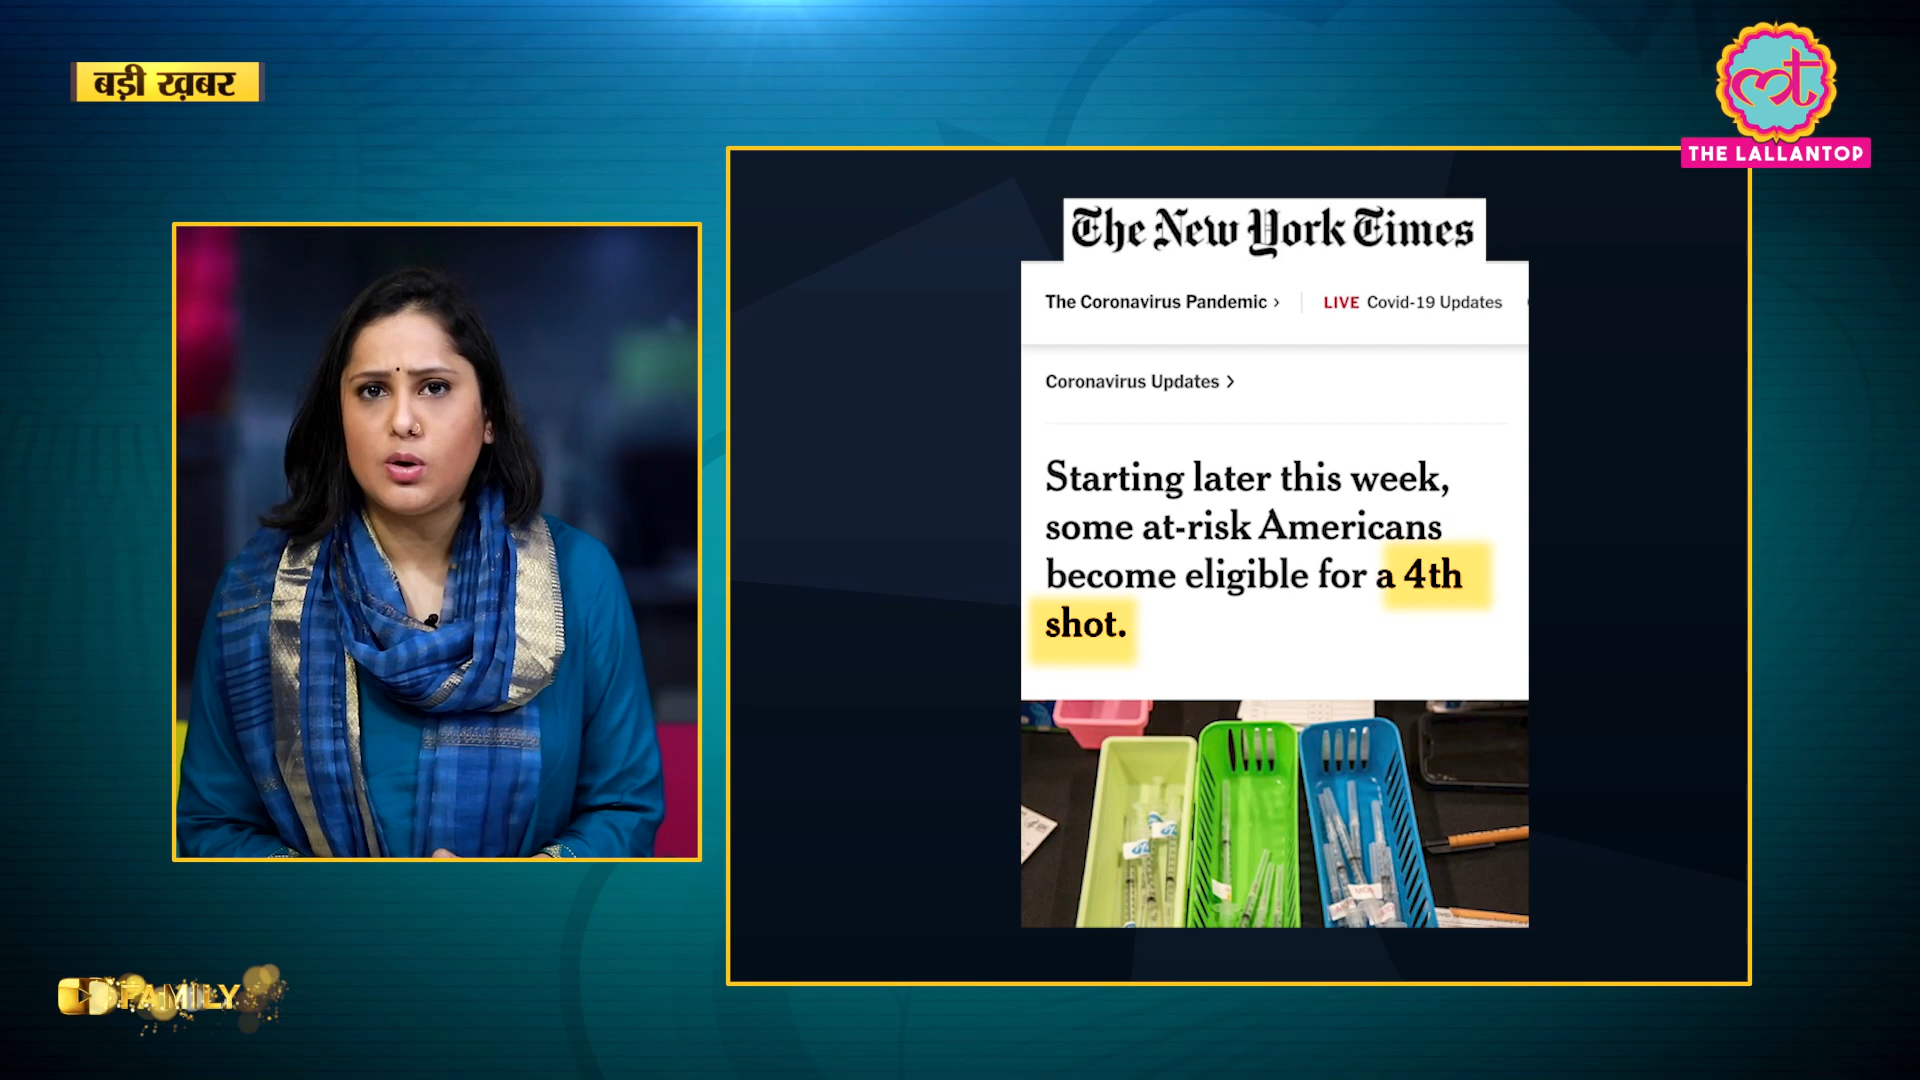 बड़ी ख़बर
THE LALLANTOP
The New York Times
The Coronavirus Pandemic › LIVE Covid-19 Updates
Coronavirus Updates ›
Starting later this week,
some at-risk Americans
become eligible for a 4th
shot.
FAMILY